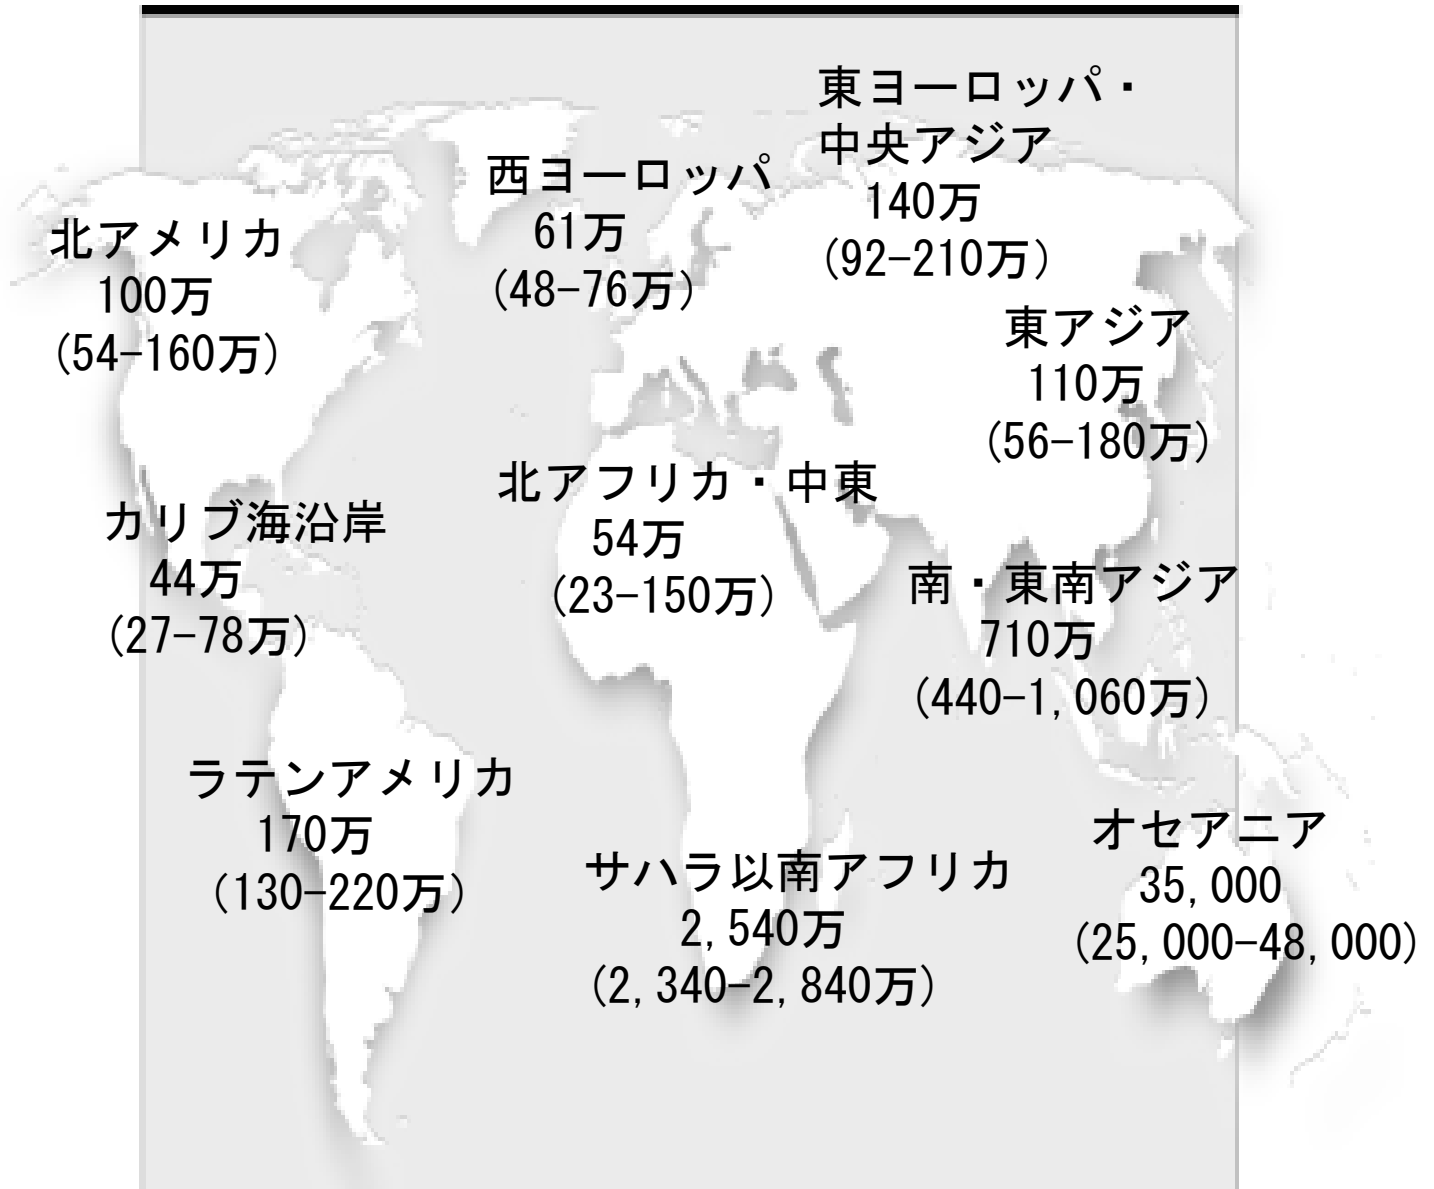 東ヨーロッパ・
中央アジア
140万
(92-210万)
西ヨーロッパ
61万
(48-76万)
北アメリカ
100万
(54-160万)
東アジア
110万
(56-180万)
北アフリカ・中東
54万
(23-150万)
カリブ海沿岸
44万
(27-78万)
南・東南アジア
710万
(440-1,060万)
ラテンアメリカ
170万
(130-220万)
サハラ以南アフリカ
2,540万
(2,340-2,840万)
オセアニア
35,000
(25,000-48,000)